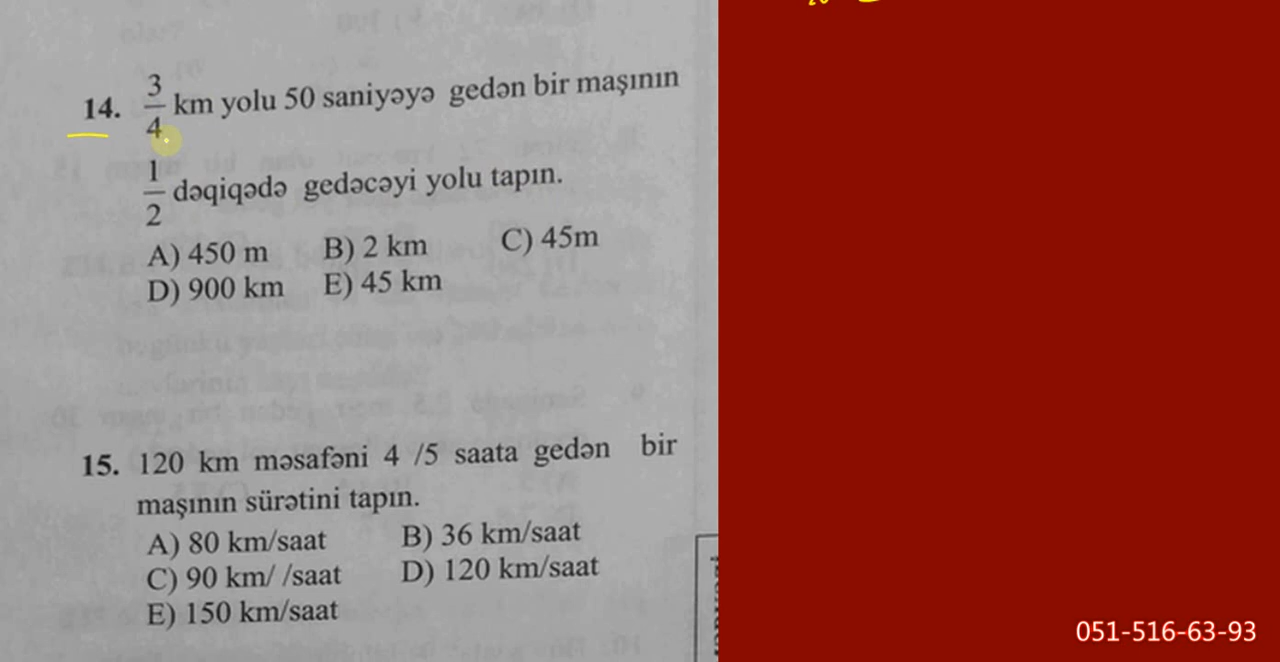 14. 3/4 km yolu 50 saniyəyə gedən bir maşının
1/2 dəqiqədə gedəcəyi yolu tapın.
A) 450 m B) 2 km C) 45m
D) 900 km E) 45 km
15. 120 km məsafəni 4 /5 saata gedən bir
maşının sürətini tapın.
A) 80 km/saat B) 36 km/saat
C) 90 km/ /saat D) 120 km/saat
E) 150 km/saat
051-516-63-93